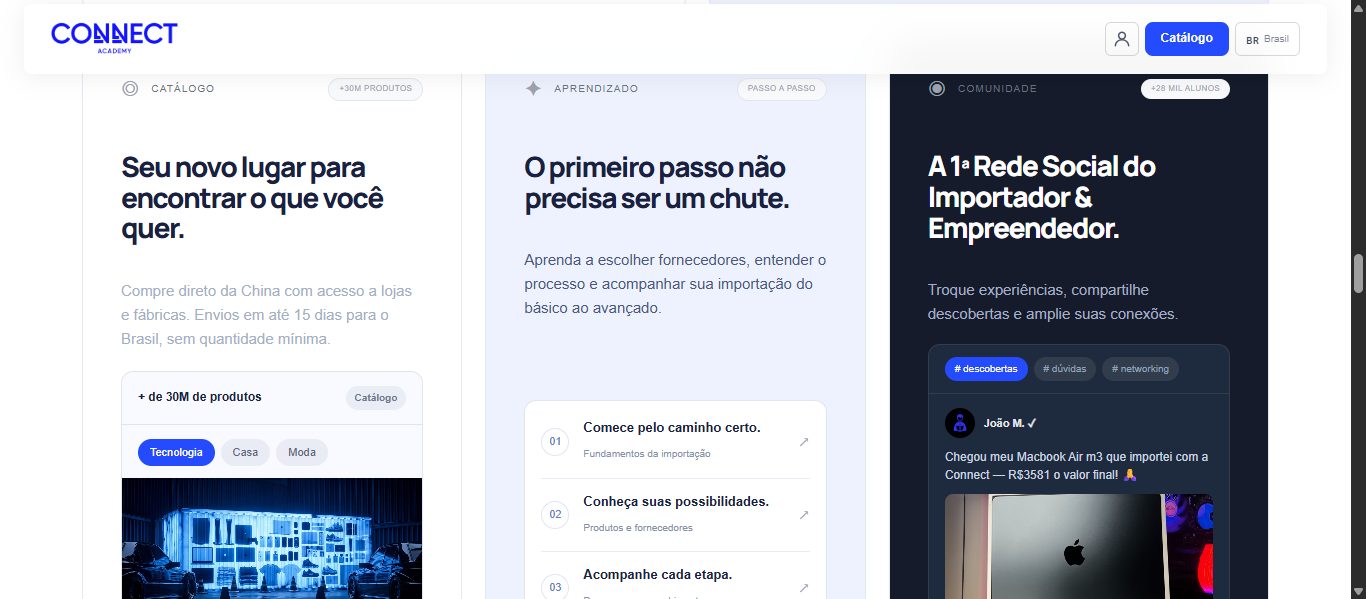 CONNECT
ACADEMY
Catálogo
BR Brasil
CATÁLOGO
+30M PRODUTOS
Seu novo lugar para
encontrar o que você
quer.
Compre direto da China com acesso a lojas
e fábricas. Envios em até 15 dias para o
Brasil, sem quantidade mínima.
+ de 30M de produtos
Catálogo
Tecnologia
Casa
Moda
APRENDIZADO
PASSO A PASSO
O primeiro passo não
precisa ser um chute.
Aprenda a escolher fornecedores, entender o
processo e acompanhar sua importação do
básico ao avançado.
01
Comece pelo caminho certo.
Fundamentos da importação
02
Conheça suas possibilidades.
Produtos e fornecedores
03
Acompanhe cada etapa.
COMUNIDADE
+28 MIL ALUNOS
A 1ª Rede Social do
Importador &
Empreendedor.
Troque experiências, compartilhe
descobertas e amplie suas conexões.
# descobertas
# dúvidas
# networking
João M. ✓
Chegou meu Macbook Air m3 que importei com a
Connect — R$3581 o valor final! 🙏